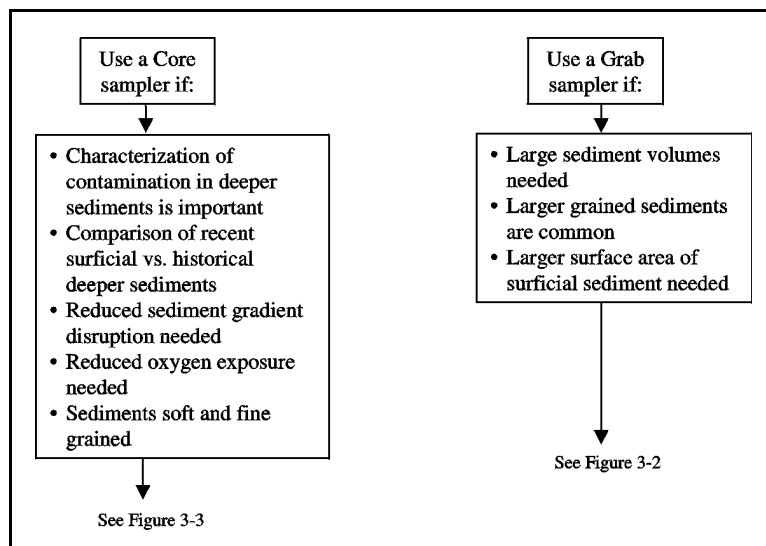 Use a Core
sampler if:
• Characterization of
contamination in deeper
sediments is important
• Comparison of recent
surficial vs. historical
deeper sediments
• Reduced sediment gradient
disruption needed
• Reduced oxygen exposure
needed
• Sediments soft and fine
grained
See Figure 3-3
Use a Grab
sampler if:
• Large sediment volumes
needed
• Larger grained sediments
are common
• Larger surface area of
surficial sediment needed
See Figure 3-2